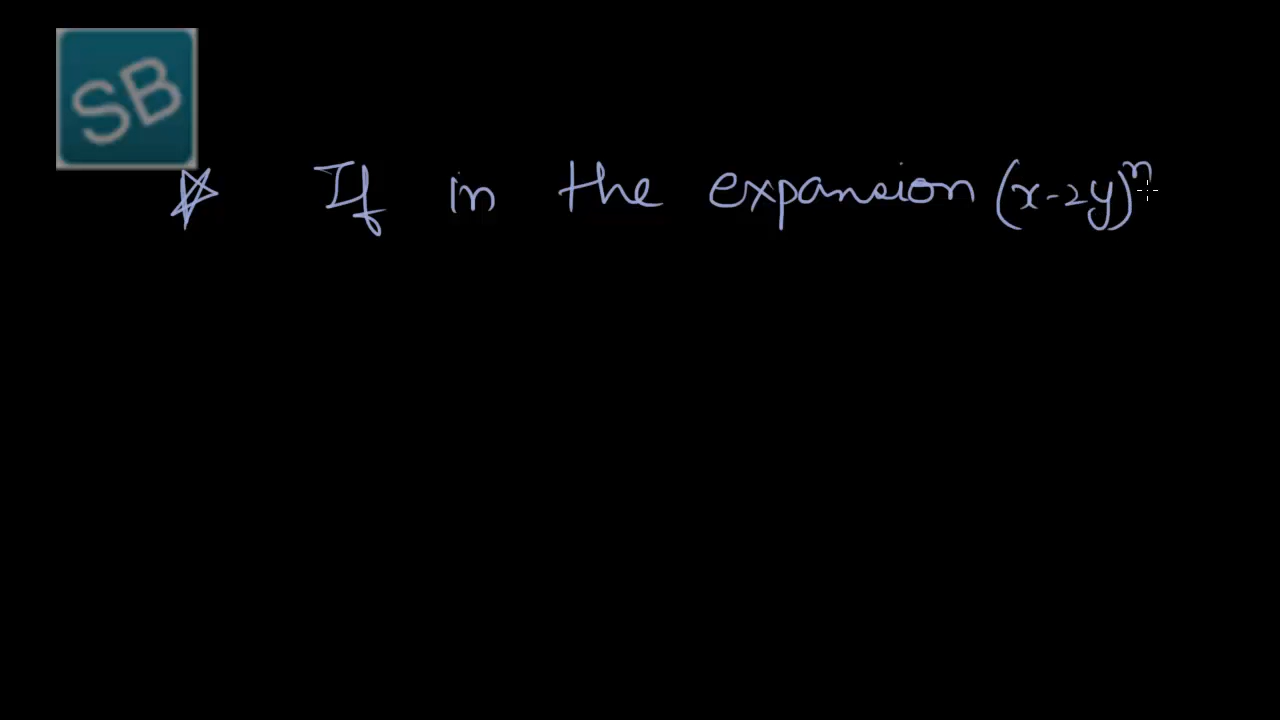 SB
☆ If in the expansion (x-2y)^n